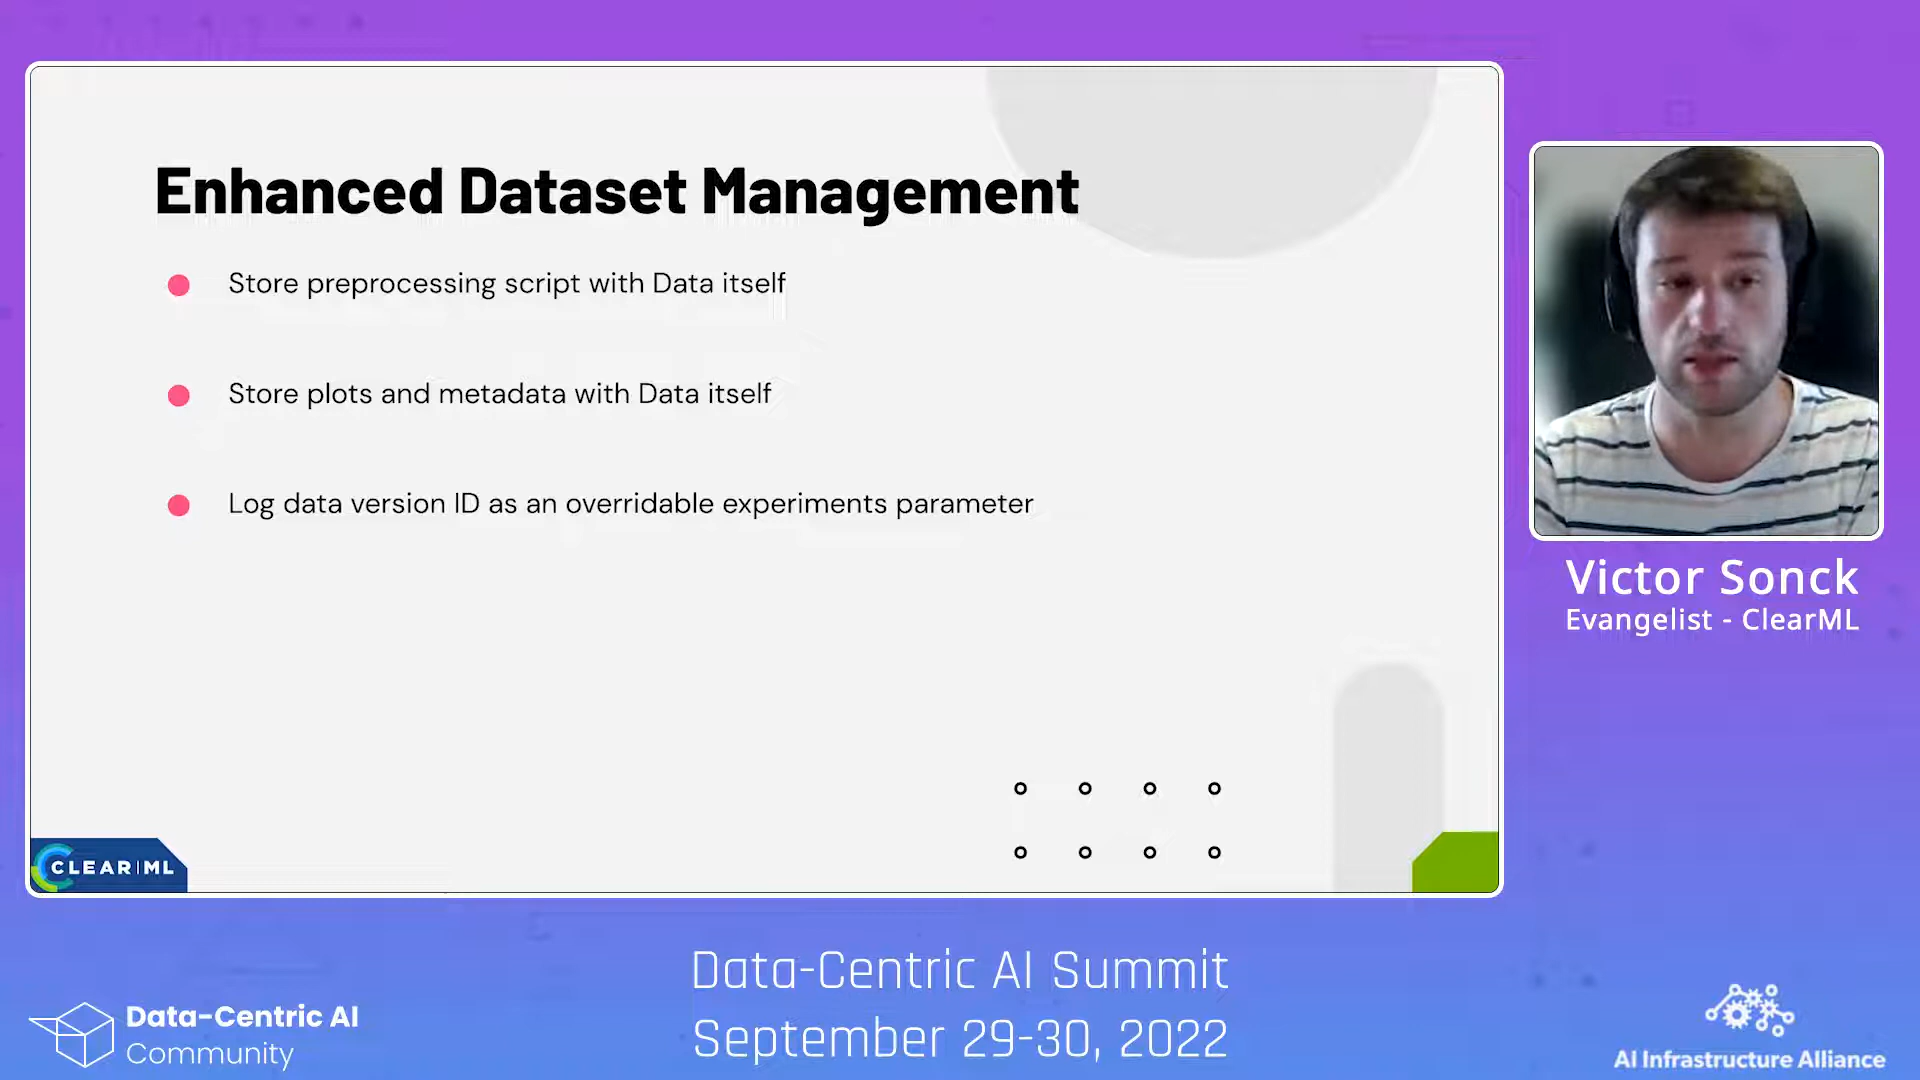 Enhanced Dataset Management
Store preprocessing script with Data itself
Store plots and metadata with Data itself
Log data version ID as an overridable experiments parameter
CLEAR|ML
Victor Sonck
Evangelist - ClearML
Data-Centric AI Summit
September 29-30, 2022
Data-Centric AI
Community
AI Infrastructure Alliance